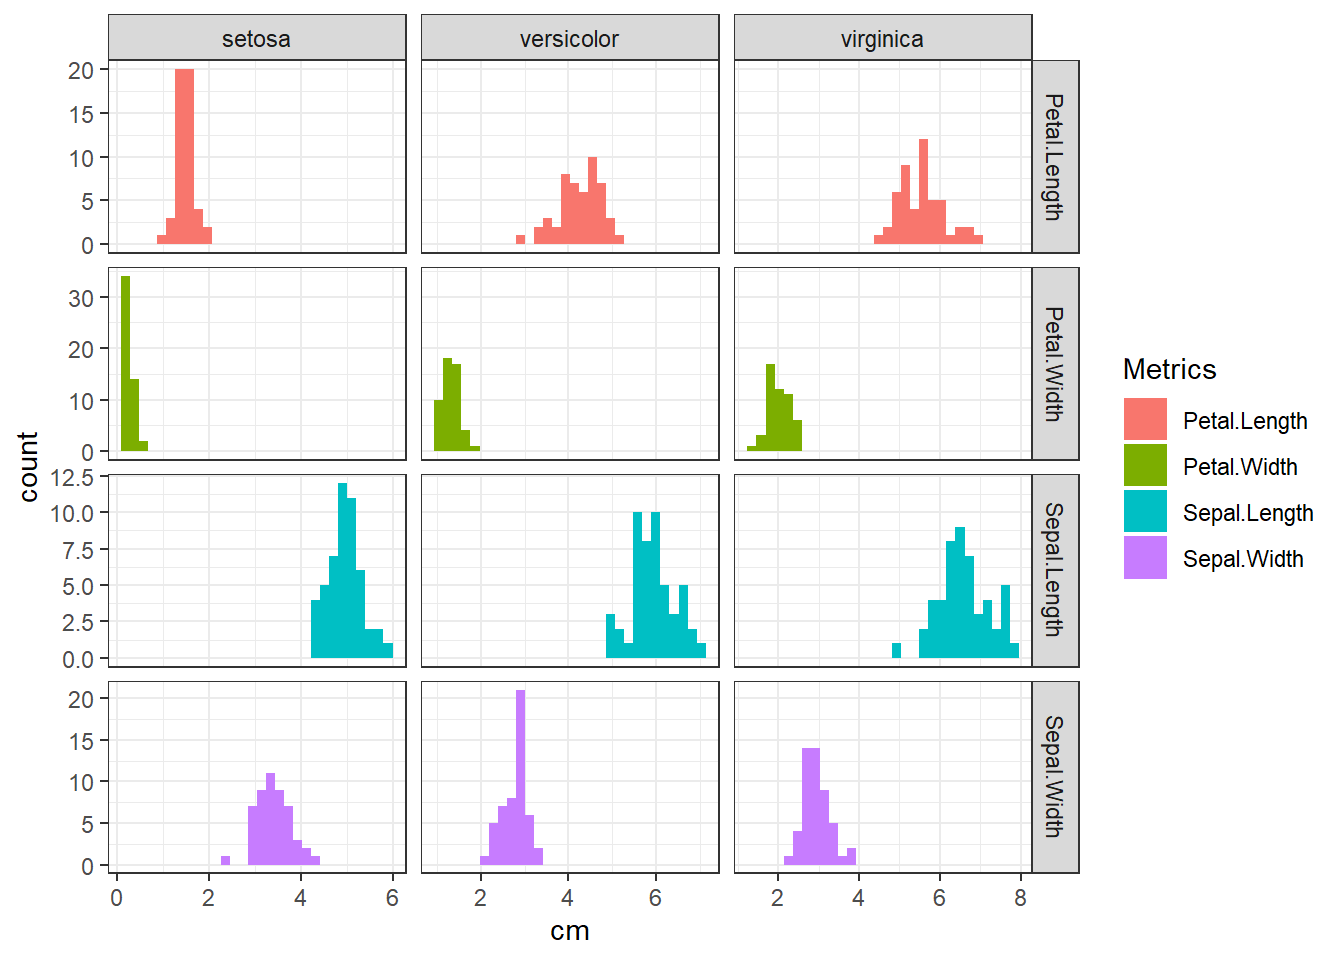 setosa versicolor virginica
20
15
10
5
0
Petal.Length
30
20
10
0
Petal.Width
12.5
10.0
7.5
5.0
2.5
0.0
Sepal.Length
20
15
10
5
0
Sepal.Width
0 2 4 6 2 4 6 2 4 6 8
cm
count
Metrics
Petal.Length
Petal.Width
Sepal.Length
Sepal.Width